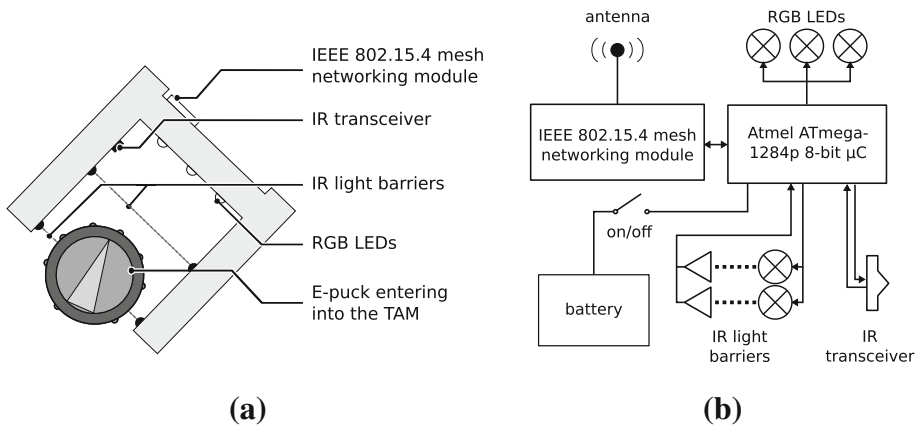 IEEE 802.15.4 mesh
networking module
IR transceiver
IR light barriers
RGB LEDs
E-puck entering
into the TAM
(a)
antenna
RGB LEDs
IEEE 802.15.4 mesh
networking module
Atmel ATmega-
1284p 8-bit µC
on/off
battery
IR light
barriers
IR
transceiver
(b)